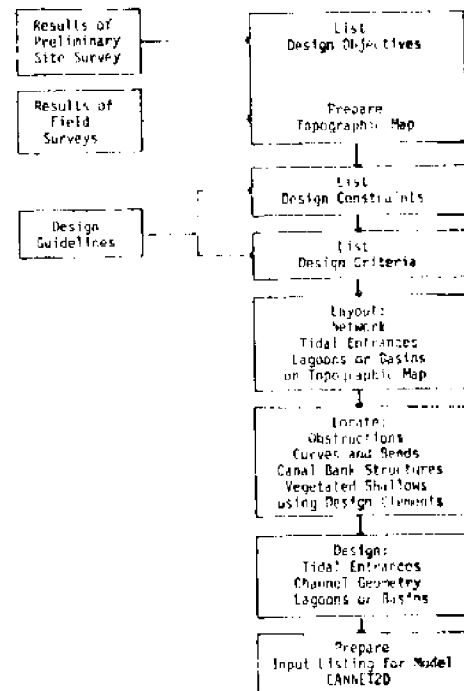 Results of
Preliminary
Site Survey
List
Design Objectives
Results of
Field
Surveys
Prepare
Topographic Map
List
Design Constraints
Design
Guidelines
List
Design Criteria
Layout:
Network
Tidal Entrances
Lagoons or Basins
on Topographic Map
Locate:
Obstructions
Curves and Bends
Canal Bank Structures
Vegetated Shallows
using Design Elements
Design:
Tidal Entrances
Channel Geometry
Lagoons or Basins
Prepare
Input Listing for Model
CANNET2D